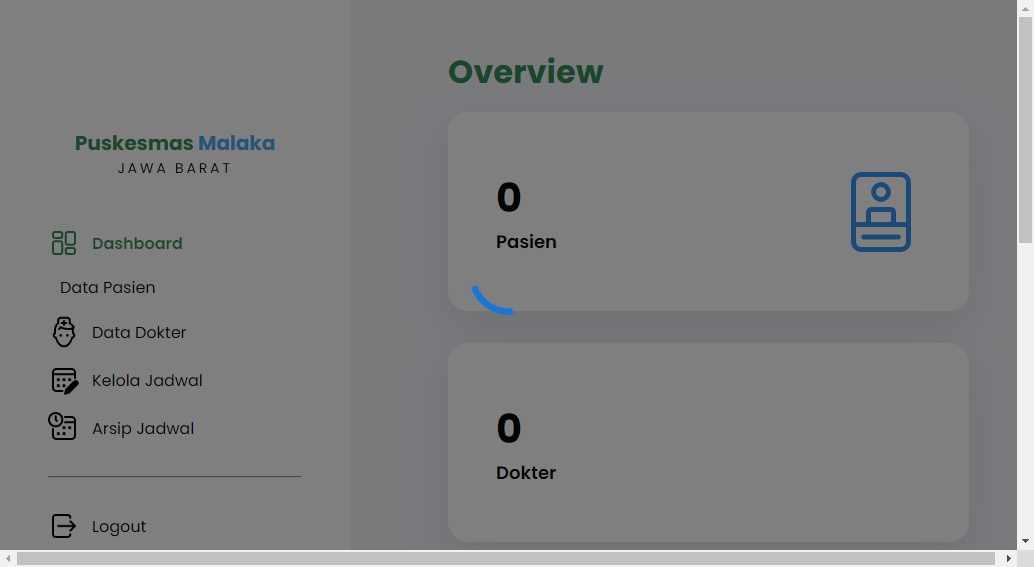 Puskesmas Malaka
JAWA BARAT
Dashboard
Data Pasien
Data Dokter
Kelola Jadwal
Arsip Jadwal
Logout
Overview
0
Pasien
0
Dokter